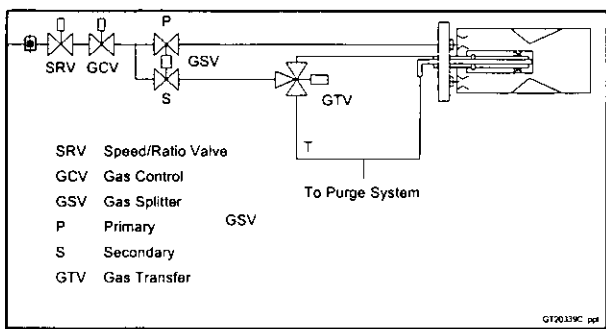 P
SRV
GCV
GSV
S
GTV
T
To Purge System
SRV Speed/Ratio Valve
GCV Gas Control
GSV Gas Splitter
P Primary
GSV
S Secondary
GTV Gas Transfer
GT20339C ppt